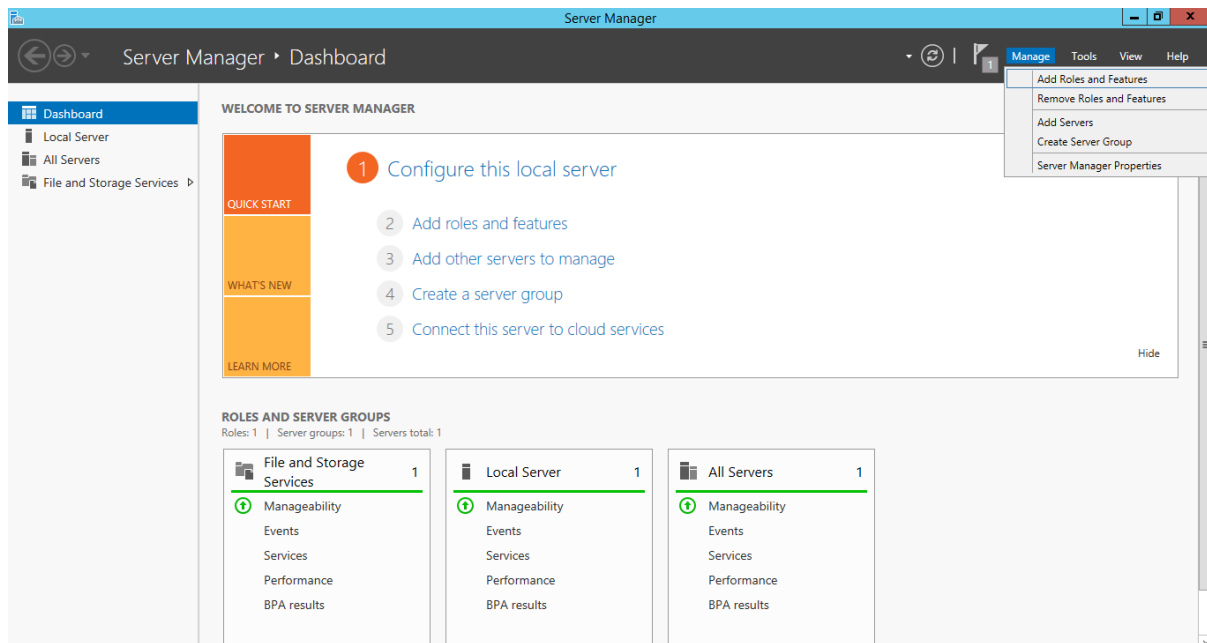 Server Manager
Server Manager ‣ Dashboard
1
Manage Tools View Help
Add Roles and Features
Remove Roles and Features
Add Servers
Create Server Group
Server Manager Properties
Dashboard
Local Server
All Servers
File and Storage Services
WELCOME TO SERVER MANAGER
QUICK START
WHAT'S NEW
LEARN MORE
1 Configure this local server
2 Add roles and features
3 Add other servers to manage
4 Create a server group
5 Connect this server to cloud services
Hide
ROLES AND SERVER GROUPS
Roles: 1 | Server groups: 1 | Servers total: 1
File and Storage
Services 1
Manageability
Events
Services
Performance
BPA results
Local Server 1
Manageability
Events
Services
Performance
BPA results
All Servers 1
Manageability
Events
Services
Performance
BPA results